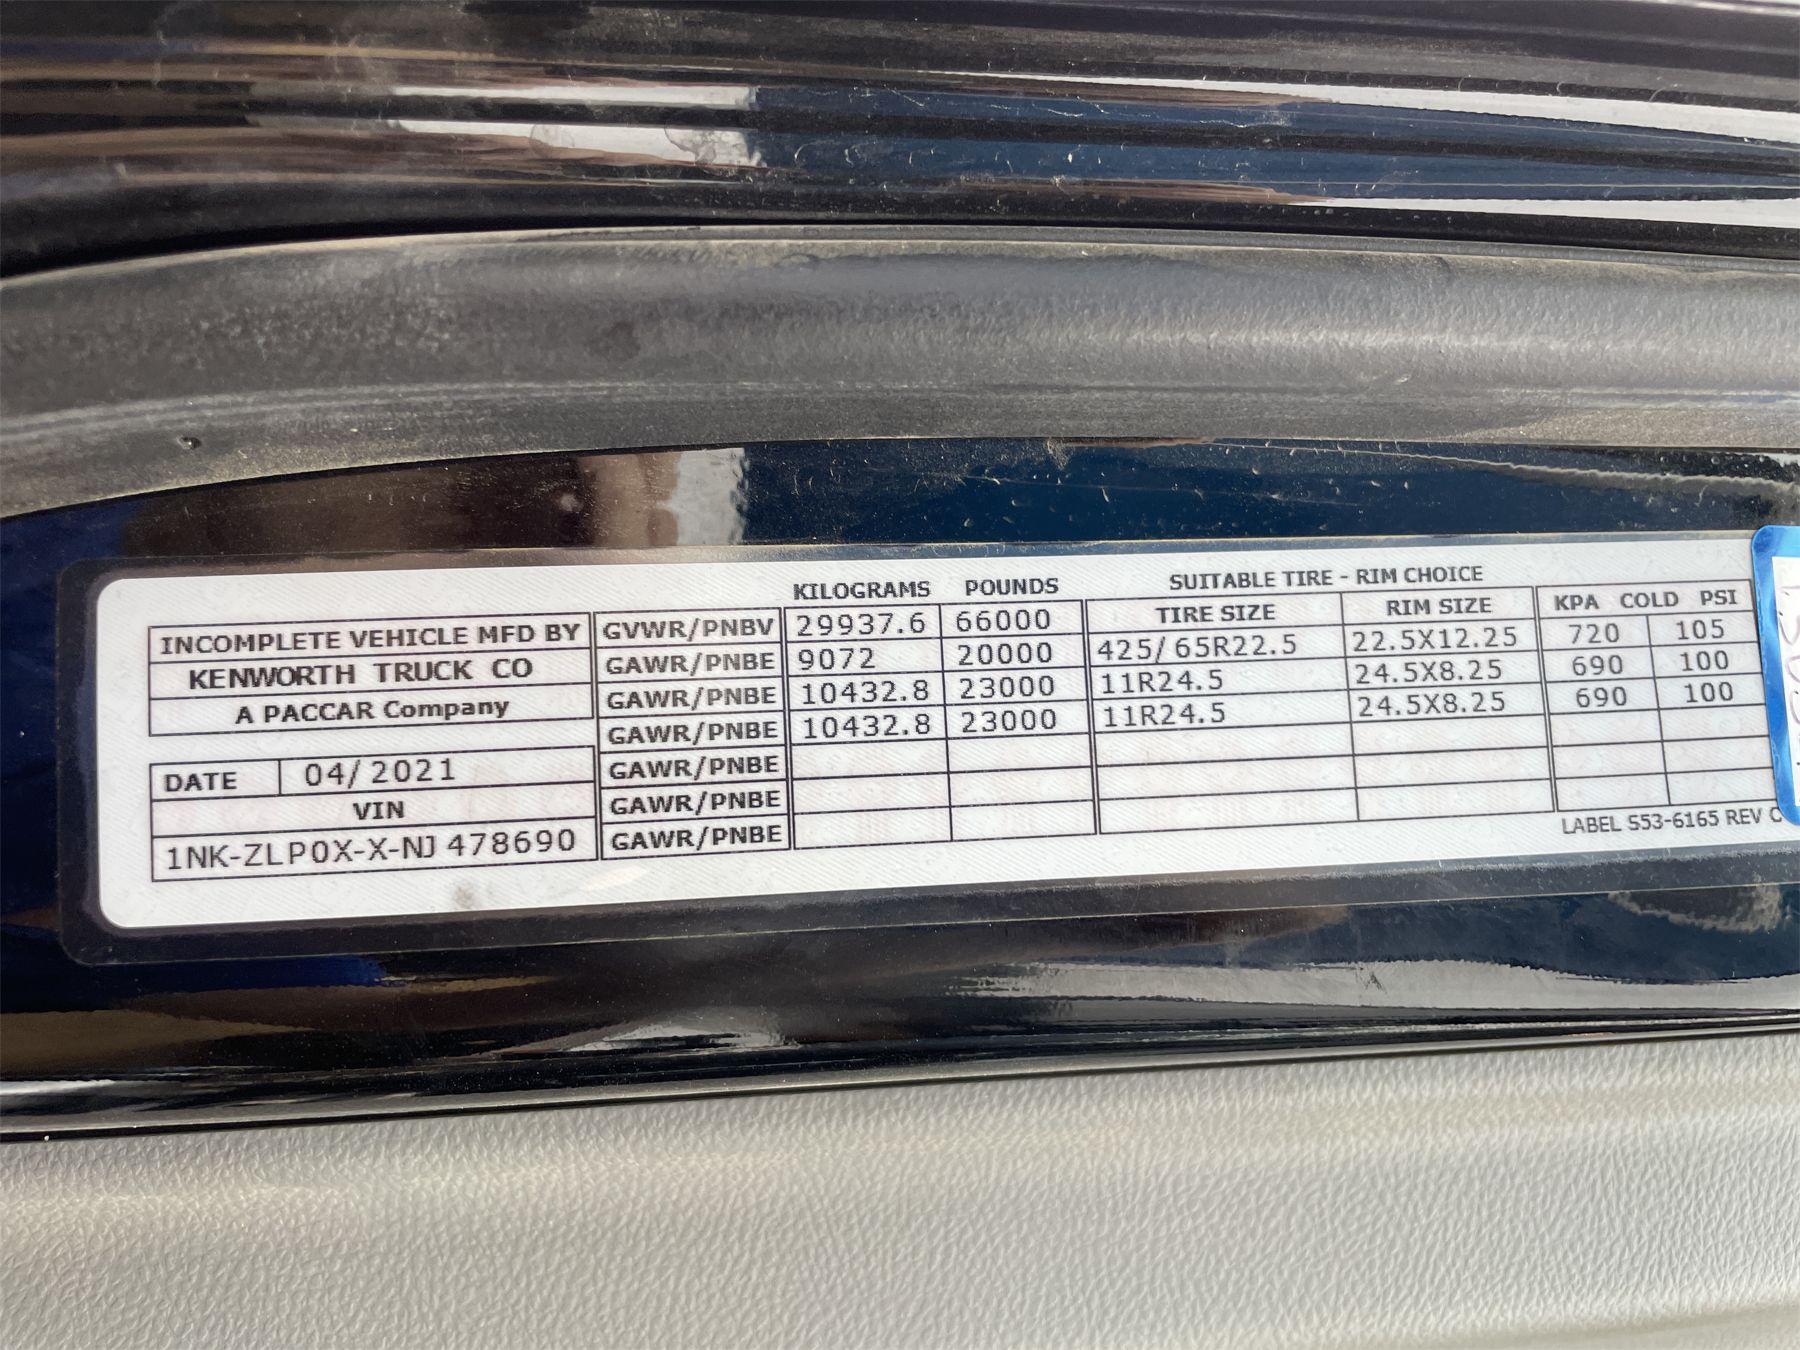 KILOGRAMS POUNDS SUITABLE TIRE - RIM CHOICE
INCOMPLETE VEHICLE MFD BY
KENWORTH TRUCK CO
A PACCAR Company
DATE 04/2021
VIN
1NK-ZLP0X-X-NJ 478690
TIRE SIZE RIM SIZE KPA COLD PSI
GVWR/PNBV 29937.6 66000
GAWR/PNBE 9072 20000 425/65R22.5 22.5X12.25 720 105
GAWR/PNBE 10432.8 23000 11R24.5 24.5X8.25 690 100
GAWR/PNBE 10432.8 23000 11R24.5 24.5X8.25 690 100
GAWR/PNBE
GAWR/PNBE
GAWR/PNBE
LABEL S53-6165 REV C